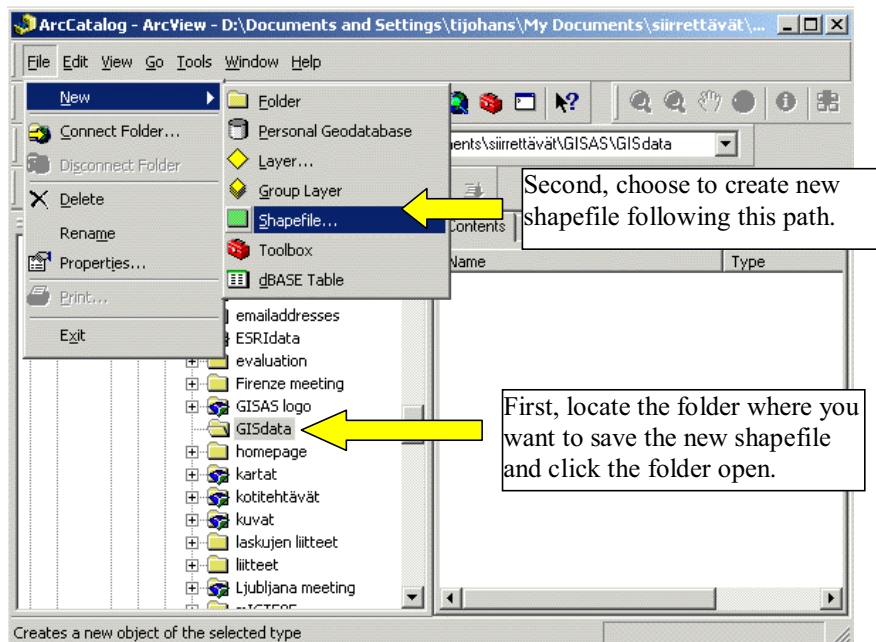 ArcCatalog - ArcView - D:\Documents and Settings\tijohans\My Documents\siirrettävät\...
File Edit View Go Tools Window Help
New
Connect Folder...
Disconnect Folder
Delete
Rename
Properties...
Print...
Exit
Folder
Personal Geodatabase
Layer...
Group Layer
Shapefile...
Toolbox
dBASE Table
ents\siirrettävät\GISAS\GISdata
Second, choose to create new
shapefile following this path.
Contents
Name Type
emailaddresses
ESRIdata
evaluation
Firenze meeting
GISAS logo
GISdata
homepage
kartat
kotitehtävät
kuvat
laskujen liitteet
liitteet
Ljubljana meeting
First, locate the folder where you
want to save the new shapefile
and click the folder open.
Creates a new object of the selected type